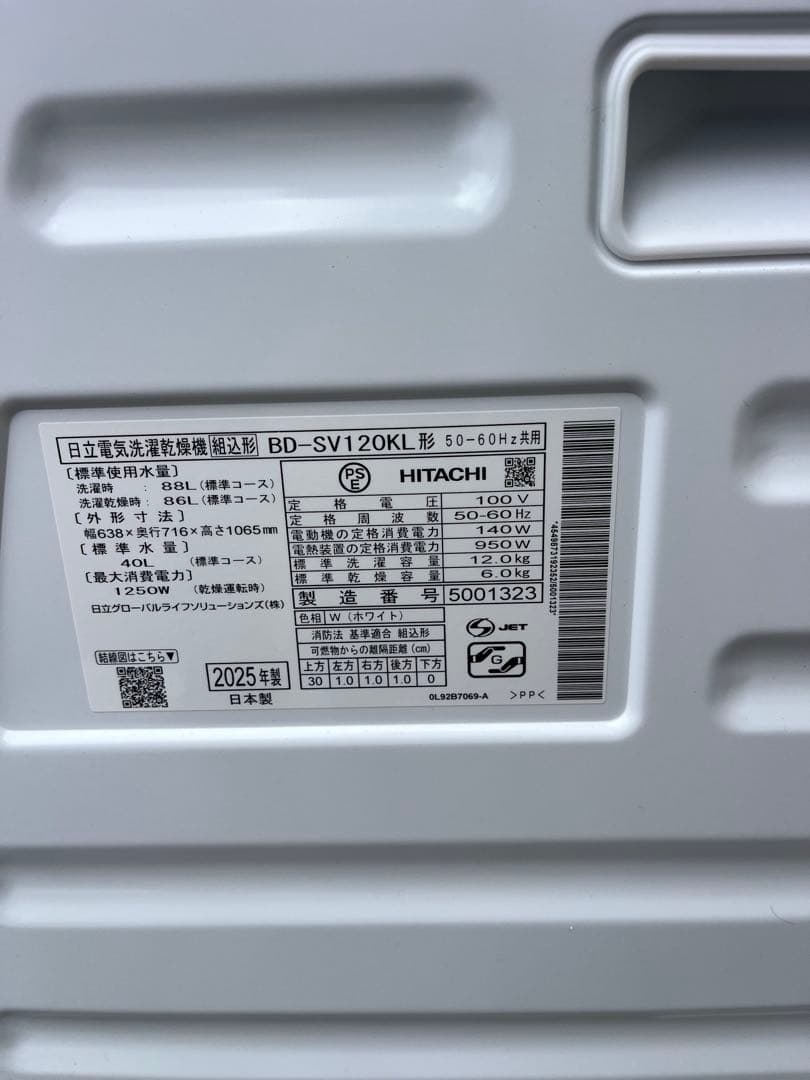 日立電気洗濯乾燥機 組込形 BD-SV120KL形 50-60Hz共用
〔標準使用水量〕
洗濯時 : 88L(標準コース)
洗濯乾燥時: 86L(標準コース)
〔外形寸法〕
幅638×奥行716×高さ1065mm
〔標準水量〕
40L (標準コース)
〔最大消費電力〕
1250W (乾燥運転時)
日立グローバルライフソリューションズ(株)
結線図はこちら▼
2025年製
日本製
PS
E
HITACHI
定格電圧 100V
定格周波数 50-60Hz
電動機の定格消費電力 140W
電熱装置の定格消費電力 950W
標準洗濯容量 12.0kg
標準乾燥容量 6.0kg
製造番号 5001323
色相 W(ホワイト)
消防法 基準適合 組込形
可燃物からの離隔距離(cm)
上方 左方 右方 後方 下方
30 1.0 1.0 1.0 0
S JET
G
0L92B7069-A >PP<
*4549873192352/5001323*